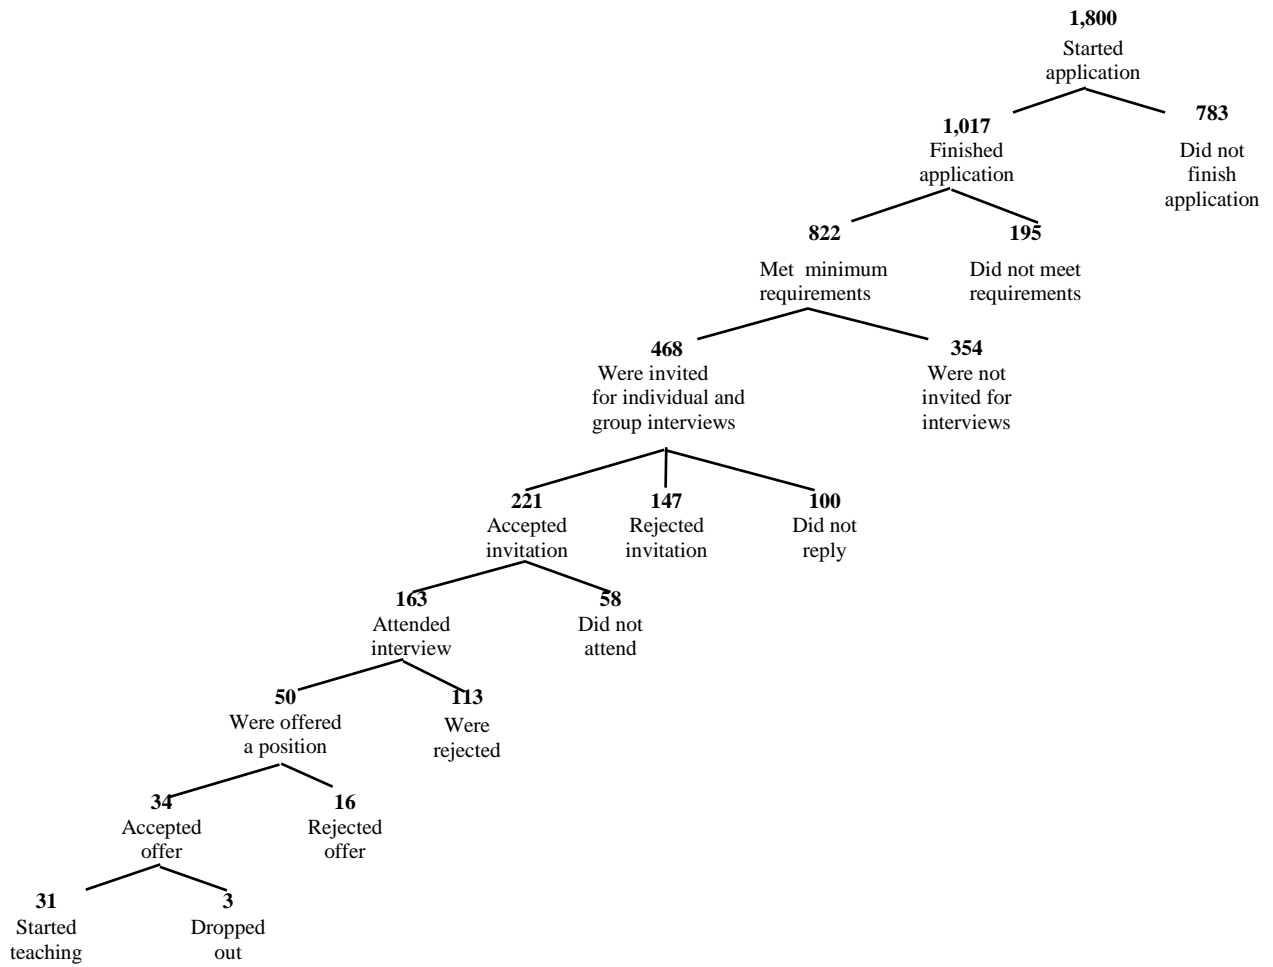 1,800
Started
application
1,017
Finished
application
783
Did not
finish
application
822
Met minimum
requirements
195
Did not meet
requirements
468
Were invited
for individual and
group interviews
354
Were not
invited for
interviews
221
Accepted
invitation
147
Rejected
invitation
100
Did not
reply
163
Attended
interview
58
Did not
attend
50
Were offered
a position
113
Were
rejected
34
Accepted
offer
16
Rejected
offer
31
Started
teaching
3
Dropped
out